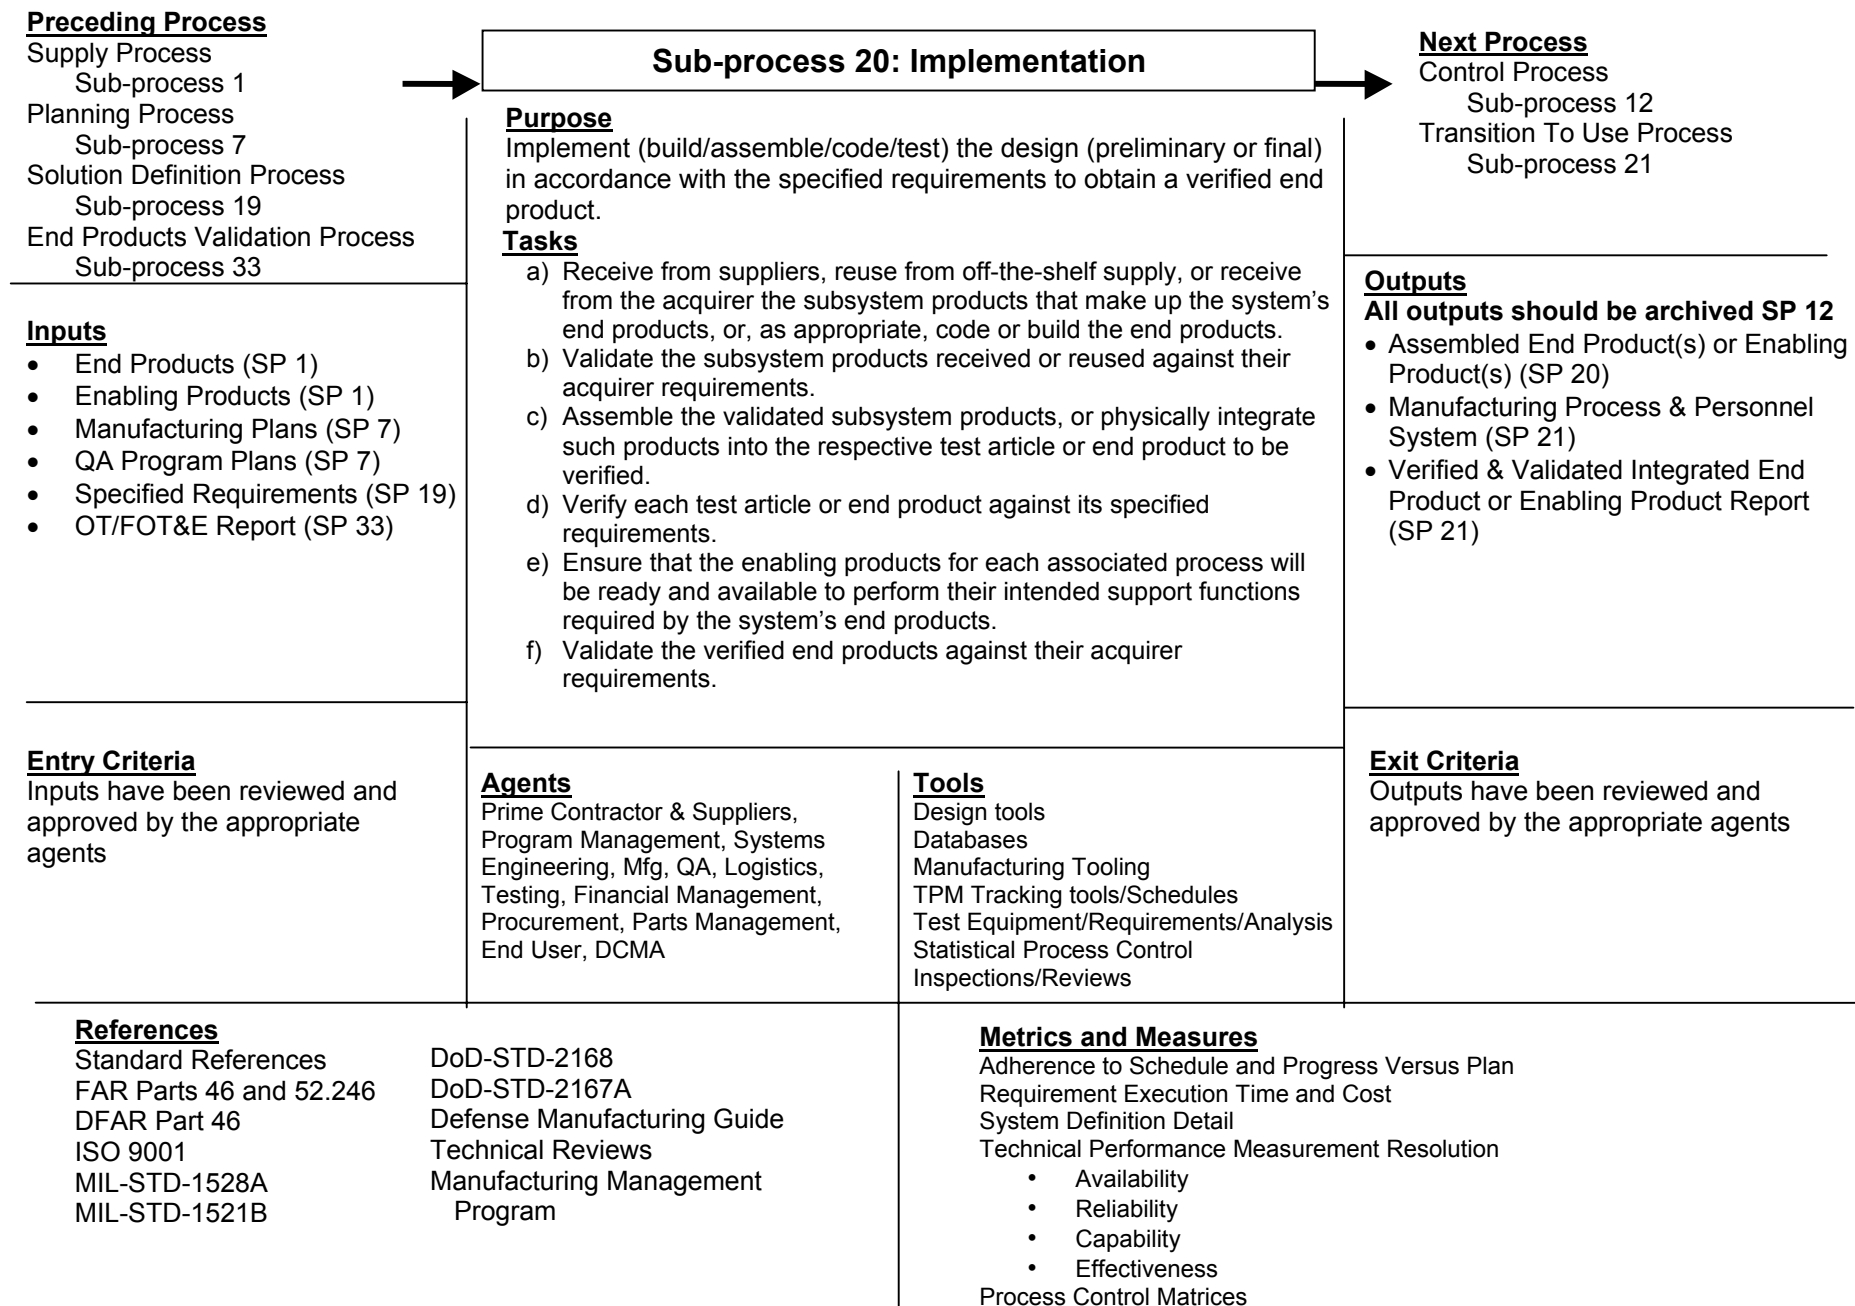 Preceding Process
Supply Process
Sub-process 1
Planning Process
Sub-process 7
Solution Definition Process
Sub-process 19
End Products Validation Process
Sub-process 33
Sub-process 20: Implementation
Next Process
Control Process
Sub-process 12
Transition To Use Process
Sub-process 21
Inputs
• End Products (SP 1)
• Enabling Products (SP 1)
• Manufacturing Plans (SP 7)
• QA Program Plans (SP 7)
• Specified Requirements (SP 19)
• OT/FOT&E Report (SP 33)
Purpose
Implement (build/assemble/code/test) the design (preliminary or final)
in accordance with the specified requirements to obtain a verified end
product.
Tasks
a) Receive from suppliers, reuse from off-the-shelf supply, or receive
from the acquirer the subsystem products that make up the system's
end products, or, as appropriate, code or build the end products.
b) Validate the subsystem products received or reused against their
acquirer requirements.
c) Assemble the validated subsystem products, or physically integrate
such products into the respective test article or end product to be
verified.
d) Verify each test article or end product against its specified
requirements.
e) Ensure that the enabling products for each associated process will
be ready and available to perform their intended support functions
required by the system's end products.
f) Validate the verified end products against their acquirer
requirements.
Outputs
All outputs should be archived SP 12
• Assembled End Product(s) or Enabling
Product(s) (SP 20)
• Manufacturing Process & Personnel
System (SP 21)
• Verified & Validated Integrated End
Product or Enabling Product Report
(SP 21)
Entry Criteria
Inputs have been reviewed and
approved by the appropriate
agents
Agents
Prime Contractor & Suppliers,
Program Management, Systems
Engineering, Mfg, QA, Logistics,
Testing, Financial Management,
Procurement, Parts Management,
End User, DCMA
Tools
Design tools
Databases
Manufacturing Tooling
TPM Tracking tools/Schedules
Test Equipment/Requirements/Analysis
Statistical Process Control
Inspections/Reviews
Exit Criteria
Outputs have been reviewed and
approved by the appropriate agents
References
Standard References
FAR Parts 46 and 52.246
DFAR Part 46
ISO 9001
MIL-STD-1528A
MIL-STD-1521B
DoD-STD-2168
DoD-STD-2167A
Defense Manufacturing Guide
Technical Reviews
Manufacturing Management
Program
Metrics and Measures
Adherence to Schedule and Progress Versus Plan
Requirement Execution Time and Cost
System Definition Detail
Technical Performance Measurement Resolution
• Availability
• Reliability
• Capability
• Effectiveness
Process Control Matrices